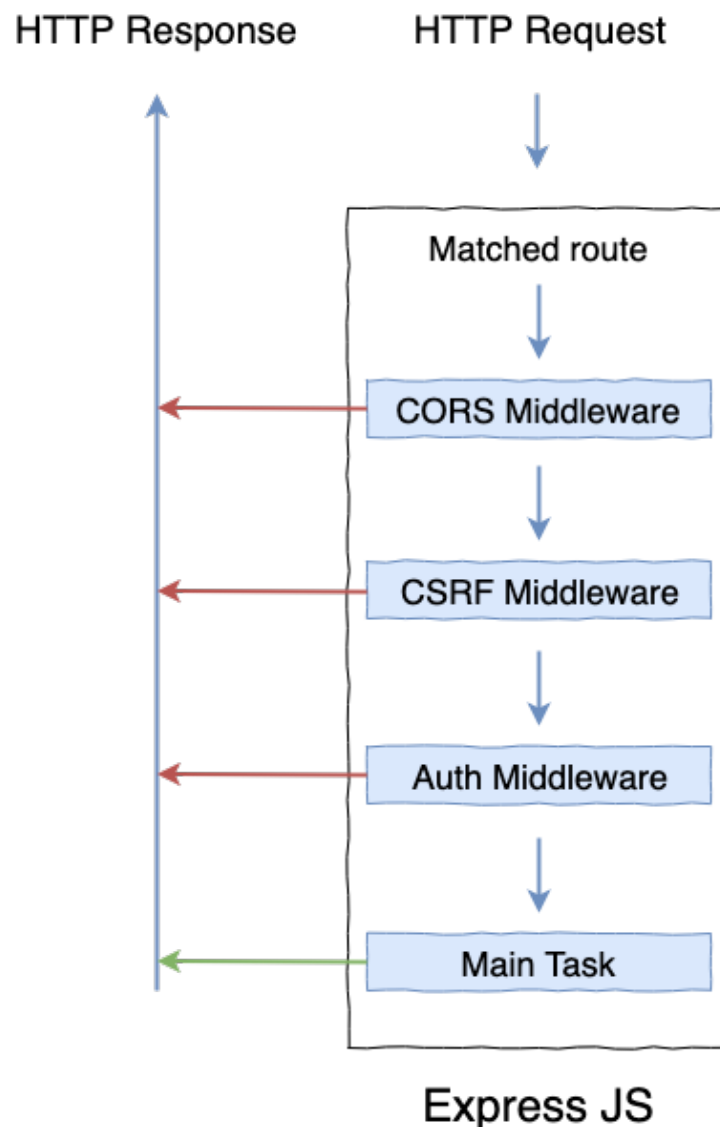 HTTP Response
HTTP Request
Matched route
CORS Middleware
CSRF Middleware
Auth Middleware
Main Task
Express JS